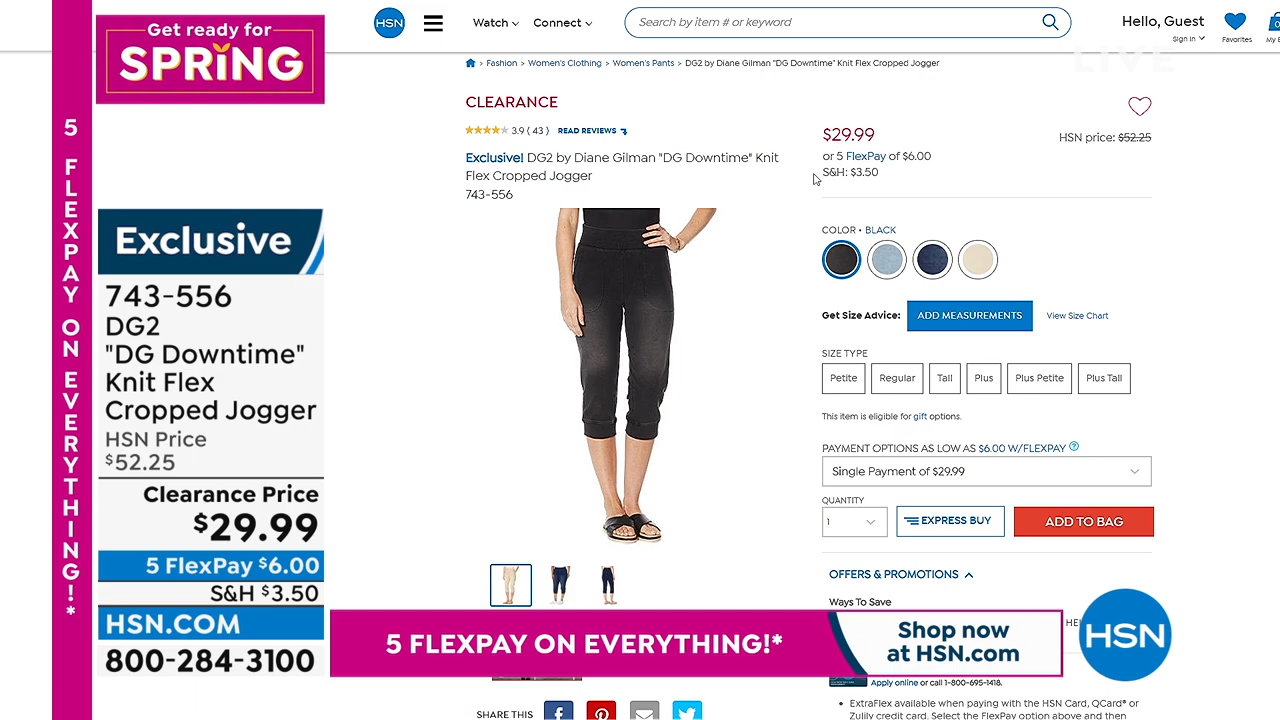 Get ready for
SPRING
5 FLEXPAY ON EVERYTHING!*
Exclusive
743-556
DG2
"DG Downtime"
Knit Flex
Cropped Jogger
HSN Price
$52.25
Clearance Price
$29.99
5 FlexPay $6.00
S&H $3.50
HSN.COM
800-284-3100
HSN
Watch
Connect
Search by item # or keyword
Hello, Guest
Sign In
Favorites
LIVE
> Fashion > Women's Clothing > Women's Pants > DG2 by Diane Gilman "DG Downtime" Knit Flex Cropped Jogger
CLEARANCE
3.9 ( 43 ) READ REVIEWS
Exclusive! DG2 by Diane Gilman "DG Downtime" Knit
Flex Cropped Jogger
743-556
$29.99
HSN price: $52.25
or 5 FlexPay of $6.00
S&H: $3.50
COLOR • BLACK
Get Size Advice: ADD MEASUREMENTS View Size Chart
SIZE TYPE
Petite Regular Tall Plus Plus Petite Plus Tall
This item is eligible for gift options.
PAYMENT OPTIONS AS LOW AS $6.00 W/FLEXPAY ?
Single Payment of $29.99
QUANTITY
1
EXPRESS BUY
ADD TO BAG
OFFERS & PROMOTIONS
Ways To Save
5 FLEXPAY ON EVERYTHING!*
Shop now
at HSN.com
HSN
Apply online or call 1-800-695-1418.
• ExtraFlex available when paying with the HSN Card, QCard® or
Zulily credit card. Select the FlexPay option above and then
SHARE THIS